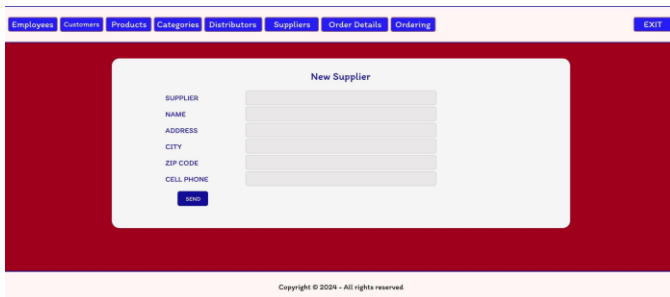 Employees Customers Products Categories Distributors Suppliers Order Details Ordering EXIT
New Supplier
SUPPLIER
NAME
ADDRESS
CITY
ZIP CODE
CELL PHONE
SEND
Copyright © 2024 - All rights reserved